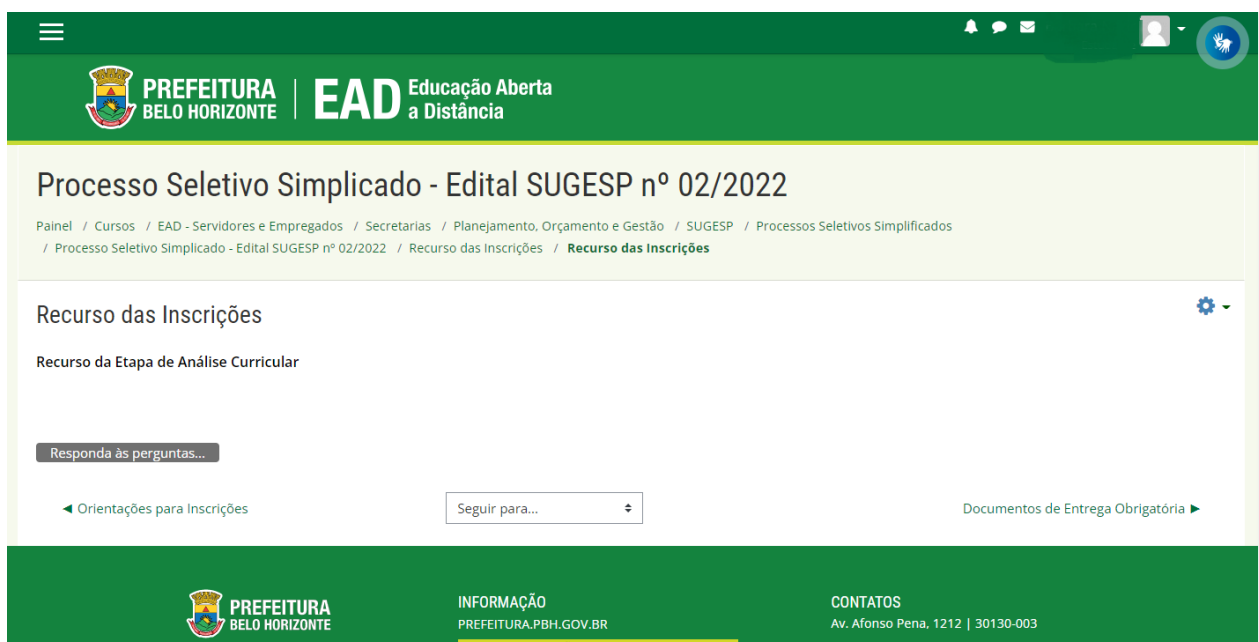 PREFEITURA
BELO HORIZONTE
EAD
Educação Aberta
a Distância
Processo Seletivo Simplicado - Edital SUGESP nº 02/2022
Painel / Cursos / EAD - Servidores e Empregados / Secretarias / Planejamento, Orçamento e Gestão / SUGESP / Processos Seletivos Simplificados
/ Processo Seletivo Simplicado - Edital SUGESP nº 02/2022 / Recurso das Inscrições / Recurso das Inscrições
Recurso das Inscrições
Recurso da Etapa de Análise Curricular
Responda às perguntas...
◄ Orientações para Inscrições
Seguir para...
Documentos de Entrega Obrigatória ►
PREFEITURA
BELO HORIZONTE
INFORMAÇÃO
PREFEITURA.PBH.GOV.BR
CONTATOS
Av. Afonso Pena, 1212 | 30130-003